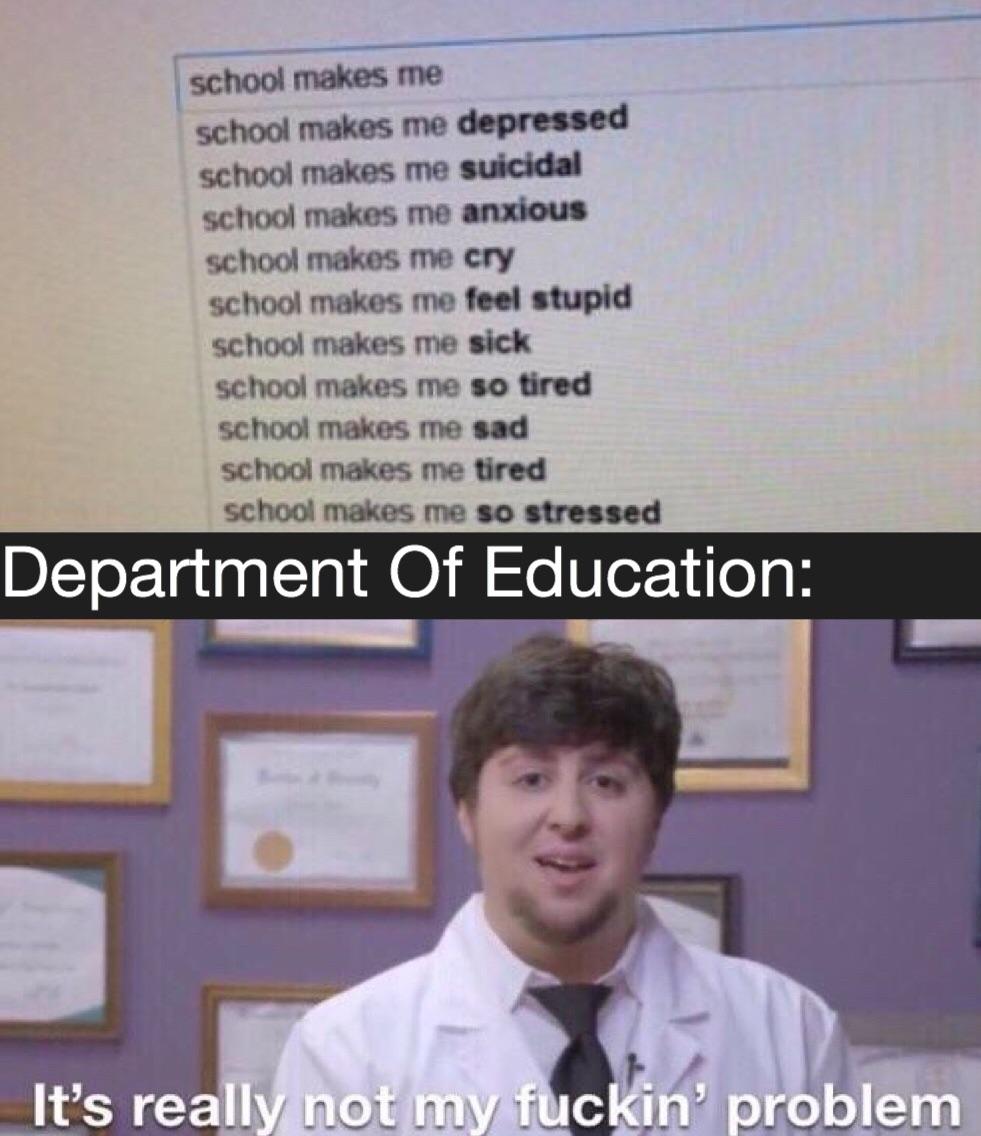 school makes me
school makes me depressed
school makes me suicidal
school makes me anxious
school makes me cry
school makes me feel stupid
school makes me sick
school makes me so tired
school makes me sad
school makes me tired
school makes me so stressed
Department Of Education:
It's really not my fuckin' problem